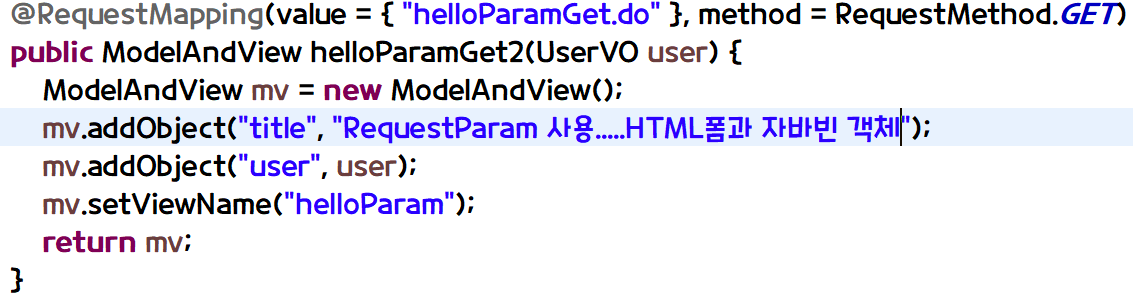 @RequestMapping(value = { "helloParamGet.do" }, method = RequestMethod.GET)
public ModelAndView helloParamGet2(UserVO user) {
ModelAndView mv = new ModelAndView();
mv.addObject("title", "RequestParam 사용.....HTML폼과 자바빈 객체");
mv.addObject("user", user);
mv.setViewName("helloParam");
return mv;
}